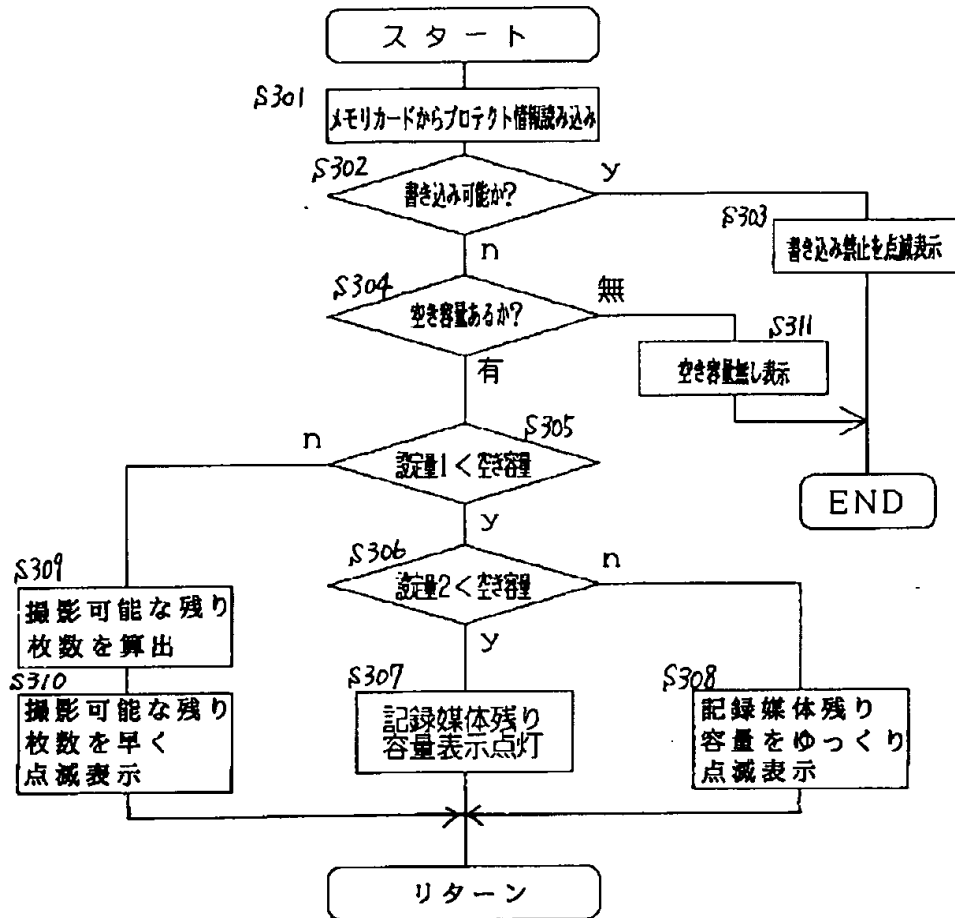 スタート
S301
メモリカードからプロテクト情報読み込み
S302
書き込み可能か?
y
S303
書き込み禁止を点滅表示
n
S304
空き容量あるか?
無
S311
空き容量無し表示
有
S305
設定量1<空き容量
n
END
y
S306
設定量2<空き容量
n
S309
撮影可能な残り
枚数を算出
y
S310
撮影可能な残り
枚数を早く
点滅表示
S307
記録媒体残り
容量表示点灯
S308
記録媒体残り
容量をゆっくり
点滅表示
リターン